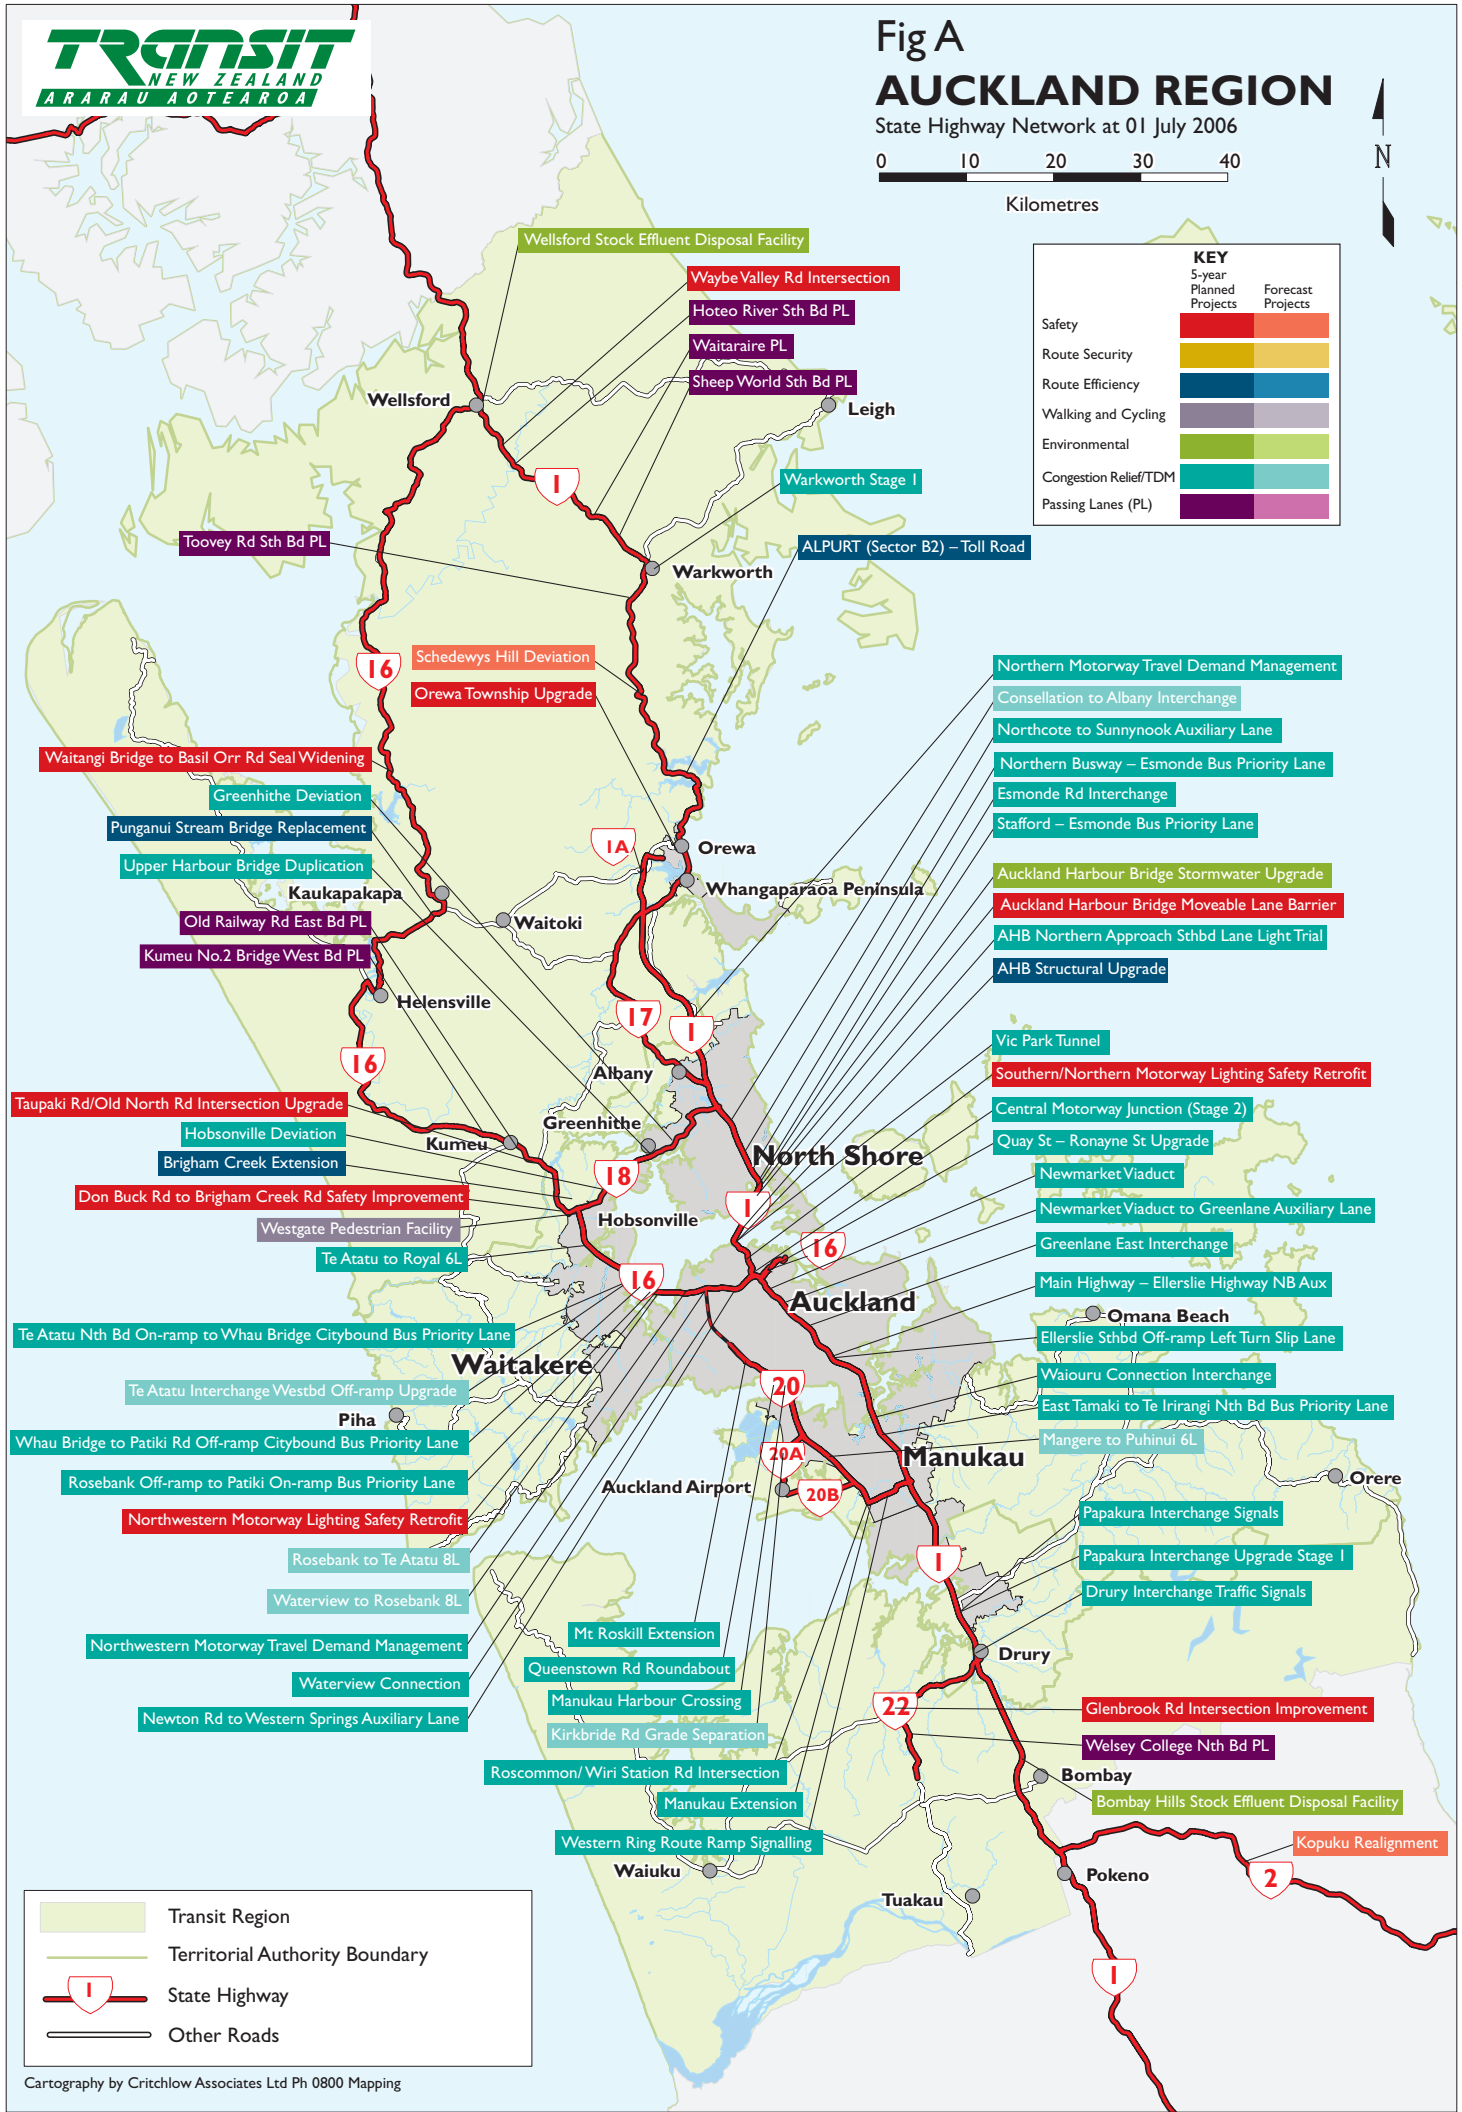 TRANSIT
NEW ZEALAND
ARARAU AOTEAROA
Fig A
AUCKLAND REGION
State Highway Network at 01 July 2006
0 10 20 30 40
Kilometres
N
KEY
5-year
Planned
Projects
Forecast
Projects
Safety
Route Security
Route Efficiency
Walking and Cycling
Environmental
Congestion Relief/TDM
Passing Lanes (PL)
Wellsford Stock Effluent Disposal Facility
Waybe Valley Rd Intersection
Hoteo River Sth Bd PL
Waitaraire PL
Sheep World Sth Bd PL
Wellsford
Leigh
1
Warkworth Stage 1
Toovey Rd Sth Bd PL
ALPURT (Sector B2) – Toll Road
Warkworth
16
Schedewys Hill Deviation
Orewa Township Upgrade
Northern Motorway Travel Demand Management
Consellation to Albany Interchange
Northcote to Sunnynook Auxiliary Lane
Northern Busway – Esmonde Bus Priority Lane
Esmonde Rd Interchange
Stafford – Esmonde Bus Priority Lane
Auckland Harbour Bridge Stormwater Upgrade
Auckland Harbour Bridge Moveable Lane Barrier
AHB Northern Approach Sthbd Lane Light Trial
AHB Structural Upgrade
Waitangi Bridge to Basil Orr Rd Seal Widening
Greenhithe Deviation
Punganui Stream Bridge Replacement
Upper Harbour Bridge Duplication
Kaukapakapa
Old Railway Rd East Bd PL
Kumeu No.2 Bridge West Bd PL
1A
Orewa
Whangaparaoa Peninsula
Waitoki
Helensville
17
1
16
Albany
Vic Park Tunnel
Southern/Northern Motorway Lighting Safety Retrofit
Central Motorway Junction (Stage 2)
Quay St – Ronayne St Upgrade
Newmarket Viaduct
Newmarket Viaduct to Greenlane Auxiliary Lane
Greenlane East Interchange
Main Highway – Ellerslie Highway NB Aux
Taupaki Rd/Old North Rd Intersection Upgrade
Hobsonville Deviation
Brigham Creek Extension
Don Buck Rd to Brigham Creek Rd Safety Improvement
Westgate Pedestrian Facility
Te Atatu to Royal 6L
Greenhithe
Kumeu
North Shore
18
1
Hobsonville
16
16
Auckland
Omana Beach
Te Atatu Nth Bd On-ramp to Whau Bridge Citybound Bus Priority Lane
Waitakere
Te Atatu Interchange Westbd Off-ramp Upgrade
Piha
Whau Bridge to Patiki Rd Off-ramp Citybound Bus Priority Lane
Rosebank Off-ramp to Patiki On-ramp Bus Priority Lane
Northwestern Motorway Lighting Safety Retrofit
Rosebank to Te Atatu 8L
Waterview to Rosebank 8L
Northwestern Motorway Travel Demand Management
Waterview Connection
Newton Rd to Western Springs Auxiliary Lane
Ellerslie Sthbd Off-ramp Left Turn Slip Lane
Waiouru Connection Interchange
East Tamaki to Te Irirangi Nth Bd Bus Priority Lane
Mangere to Puhinui 6L
20
20A
20B
Manukau
Auckland Airport
Orere
1
Papakura Interchange Signals
Papakura Interchange Upgrade Stage 1
Drury Interchange Traffic Signals
Drury
Mt Roskill Extension
Queenstown Rd Roundabout
Manukau Harbour Crossing
Kirkbride Rd Grade Separation
Roscommon/ Wiri Station Rd Intersection
Manukau Extension
Western Ring Route Ramp Signalling
22
Glenbrook Rd Intersection Improvement
Welsey College Nth Bd PL
Bombay
Bombay Hills Stock Effluent Disposal Facility
Kopuku Realignment
2
Waiuku
Pokeno
Tuakau
1
Transit Region
Territorial Authority Boundary
1
State Highway
Other Roads
Cartography by Critchlow Associates Ltd Ph 0800 Mapping